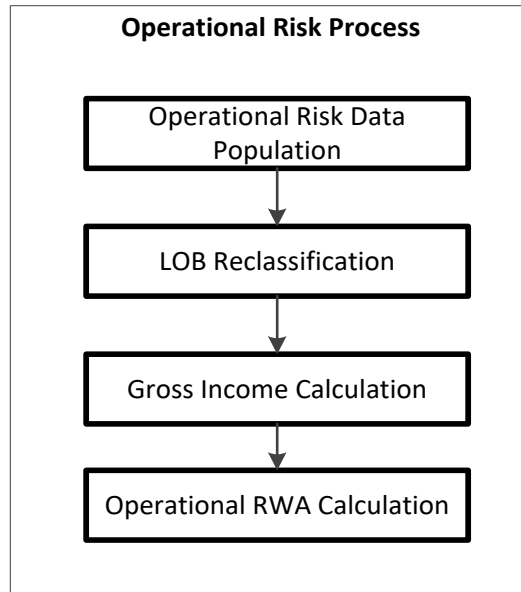 Operational Risk Process
Operational Risk Data
Population
LOB Reclassification
Gross Income Calculation
Operational RWA Calculation